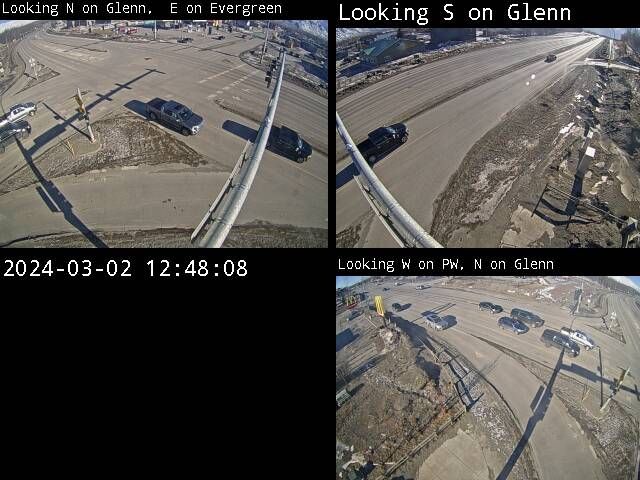 Looking N on Glenn,  E on Evergreen
Looking S on Glenn
2024-03-02 12:48:08
Looking W on PW, N on Glenn